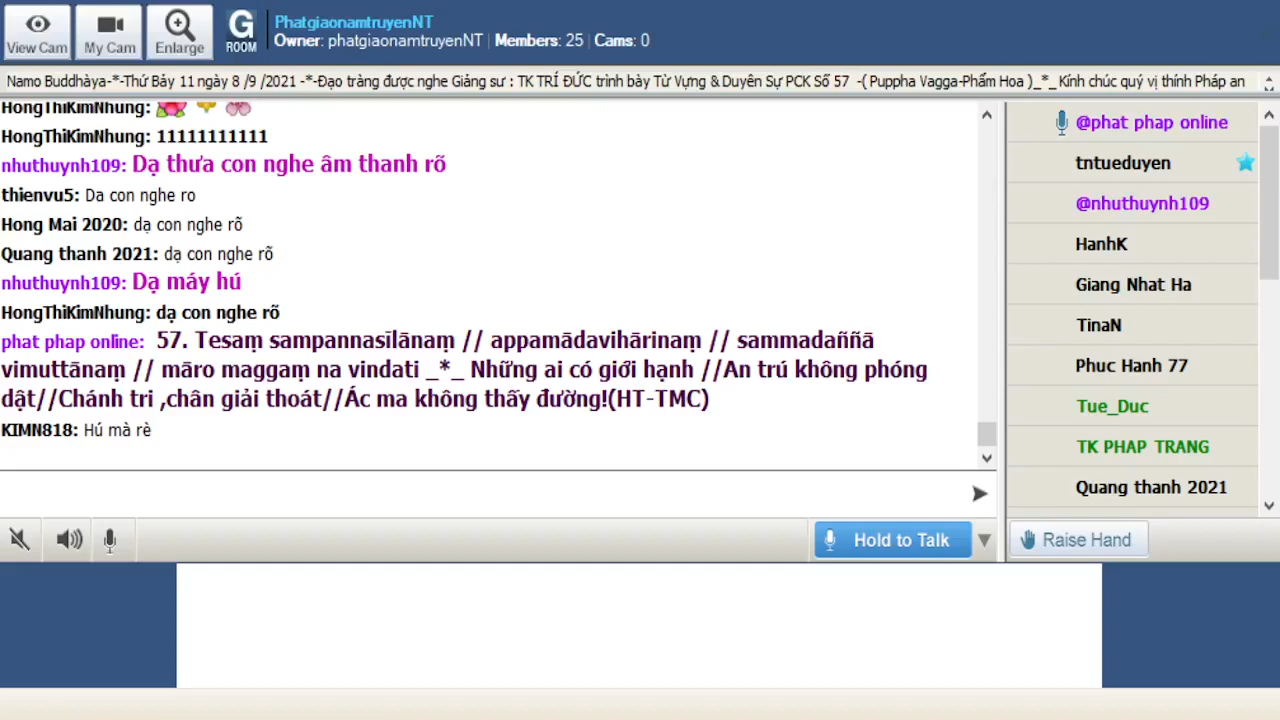 PhatgiaonamtruyenNT
Owner: phatgiaonamtruyenNT | Members: 25 | Cams: 0
View Cam
My Cam
Enlarge
G
ROOM
Namo Buddhàya-*-Thứ Bảy 11 ngày 8 /9 /2021 -*-Đạo tràng được nghe Giảng sư : TK TRÍ ĐỨC trình bày Từ Vựng & Duyên Sự PCK Số 57 -( Puppha Vagga-Phẩm Hoa )_*_Kính chúc quý vị thính Pháp an
HongThiKimNhung:
HongThiKimNhung: 11111111111
nhuthuynh109: Dạ thưa con nghe âm thanh rõ
thienvu5: Da con nghe ro
Hong Mai 2020: dạ con nghe rõ
Quang thanh 2021: dạ con nghe rõ
nhuthuynh109: Dạ máy hú
HongThiKimNhung: dạ con nghe rõ
phat phap online: 57. Tesaṃ sampannasīlānaṃ // appamādavihārinaṃ // sammadaññā
vimuttānaṃ // māro maggaṃ na vindati _*_ Những ai có giới hạnh //An trú không phóng
dật//Chánh tri ,chân giải thoát//Ác ma không thấy đường!(HT-TMC)
KIMN818: Hú mà rè
@phat phap online
tntueduyen
@nhuthuynh109
HanhK
Giang Nhat Ha
TinaN
Phuc Hanh 77
Tue_Duc
TK PHAP TRANG
Quang thanh 2021
Hold to Talk
Raise Hand